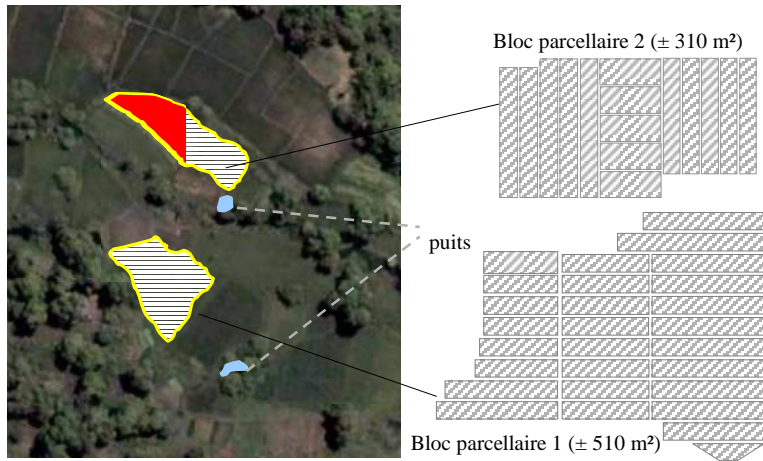 Bloc parcellaire 2 (± 310 m²)
puits
Bloc parcellaire 1 (± 510 m²)